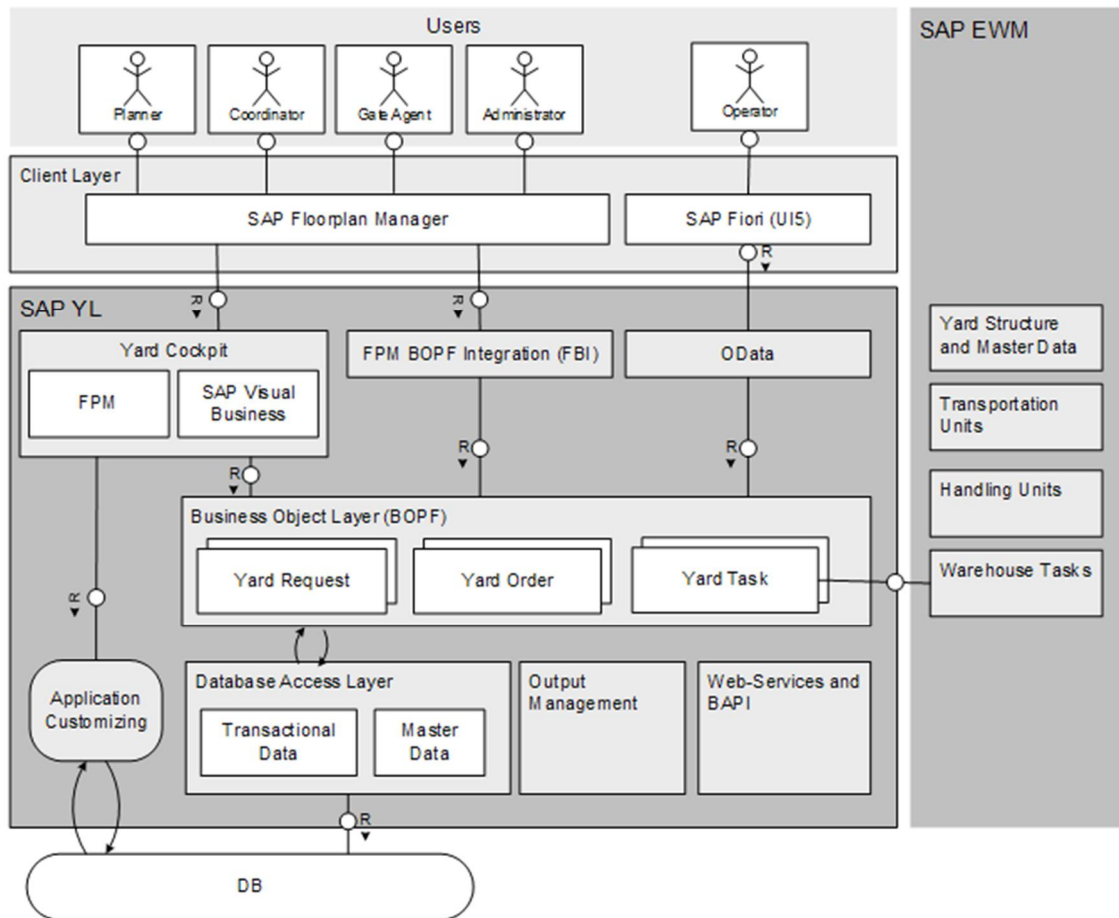 Users
SAP EWM
Planner
Coordinator
Gate Agent
Administrator
Operator
Client Layer
SAP Floorplan Manager
SAP Fiori (UI5)
R
R
R
SAP YL
Yard Cockpit
FPM
SAP Visual
Business
FPM BOPF Integration (FBI)
OData
Yard Structure
and Master Data
Transportation
Units
Handling Units
Warehouse Tasks
R
R
R
Business Object Layer (BOPF)
Yard Request
Yard Order
Yard Task
R
Application
Customizing
Database Access Layer
Transactional
Data
Master
Data
Output
Management
Web-Services and
BAPI
R
DB